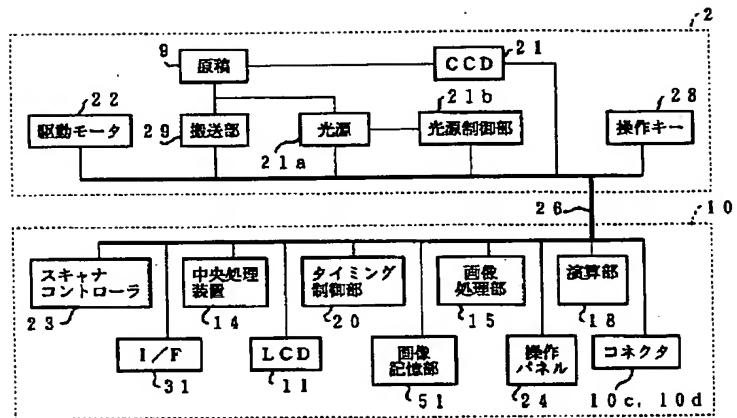 2
9
原稿
CCD
21
22
駆動モータ
29
搬送部
光源
21a
21b
光源制御部
28
操作キー
26
10
スキャナ
コントローラ
23
中央処理
装置
14
タイミング
制御部
20
画像
処理部
15
演算部
18
I/F
31
LCD
11
画像
記憶部
51
操作
パネル
24
コネクタ
10c, 10d